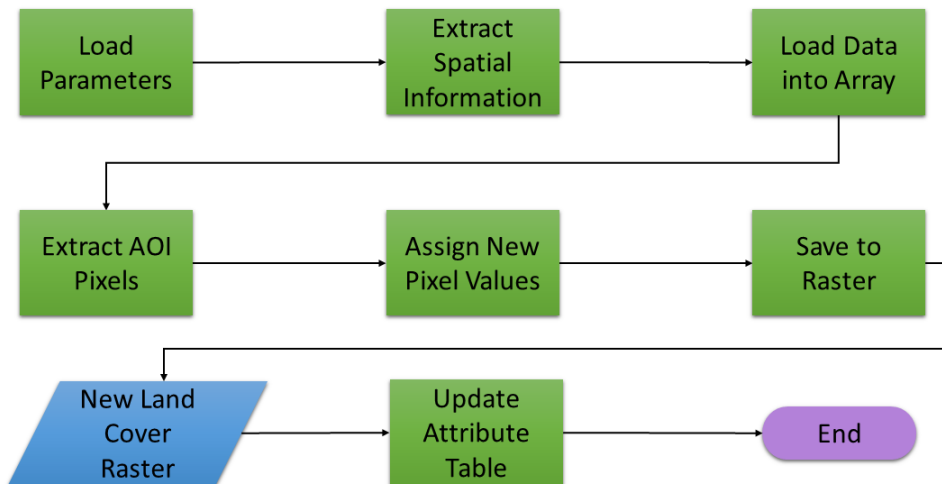 Load
Parameters
Extract
Spatial
Information
Load Data
into Array
Extract AOI
Pixels
Assign New
Pixel Values
Save to
Raster
New Land
Cover
Raster
Update
Attribute
Table
End